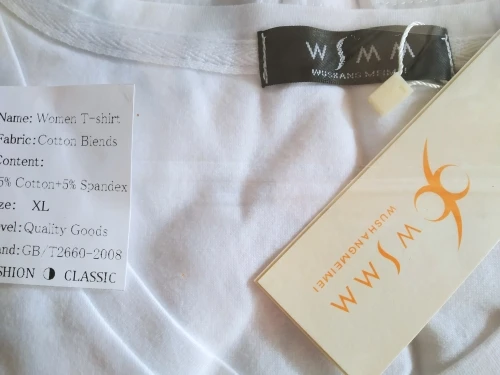 WSMM
WUSHANG MEIMEI
Name: Women T-shirt
Fabric: Cotton Blends
Content:
5% Cotton+5% Spandex
ze: XL
vel: Quality Goods
and: GB/T2660-2008
SHION CLASSIC
WSMM
WUSHANGMEIMEI